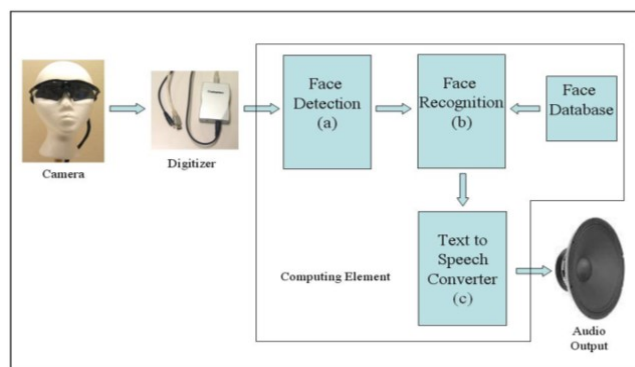 Camera
Digitizer
Face
Detection
(a)
Face
Recognition
(b)
Face
Database
Text to
Speech
Converter
(c)
Computing Element
Audio
Output